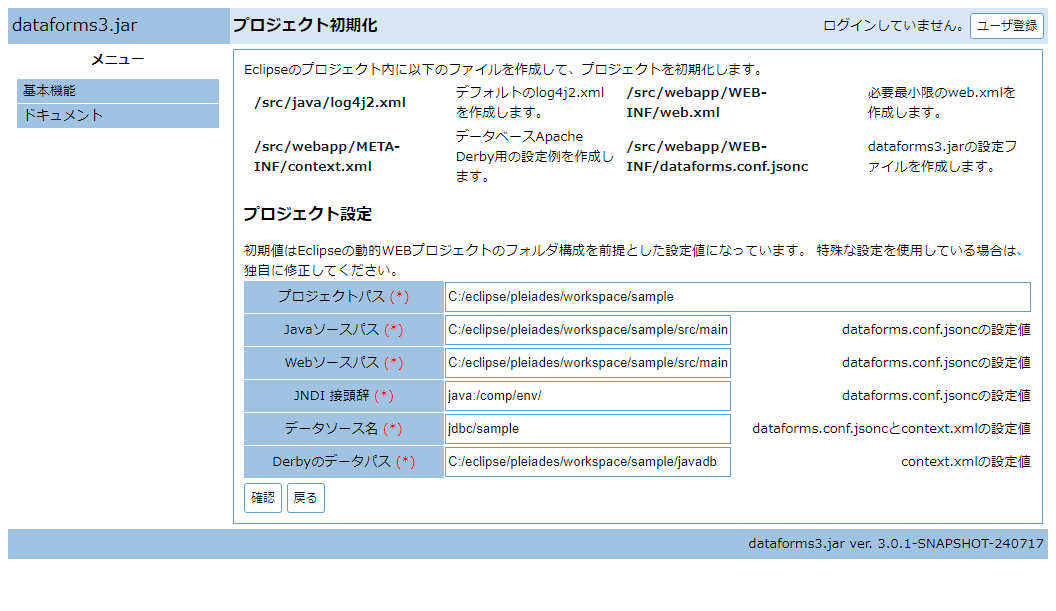 dataforms3.jar
プロジェクト初期化
ログインしていません。 ユーザ登録
メニュー
基本機能
ドキュメント
Eclipseのプロジェクト内に以下のファイルを作成して、プロジェクトを初期化します。
/src/java/log4j2.xml
デフォルトのlog4j2.xml
を作成します。
/src/webapp/WEB-
INF/web.xml
必要最小限のweb.xmlを
作成します。
/src/webapp/META-
INF/context.xml
データベースApache
Derby用の設定例を作成し
ます。
/src/webapp/WEB-
INF/dataforms.conf.jsonc
dataforms3.jarの設定フ
ァイルを作成します。
プロジェクト設定
初期値はEclipseの動的WEBプロジェクトのフォルダ構成を前提とした設定値になっています。 特殊な設定を使用している場合は、
独自に修正してください。
プロジェクトパス (*) C:/eclipse/pleiades/workspace/sample
Javaソースパス (*) C:/eclipse/pleiades/workspace/sample/src/main dataforms.conf.jsoncの設定値
Webソースパス (*) C:/eclipse/pleiades/workspace/sample/src/main dataforms.conf.jsoncの設定値
JNDI 接頭辞 (*) java:/comp/env/ dataforms.conf.jsoncの設定値
データソース名 (*) jdbc/sample dataforms.conf.jsoncとcontext.xmlの設定値
Derbyのデータパス (*) C:/eclipse/pleiades/workspace/sample/javadb context.xmlの設定値
確認 戻る
dataforms3.jar ver. 3.0.1-SNAPSHOT-240717